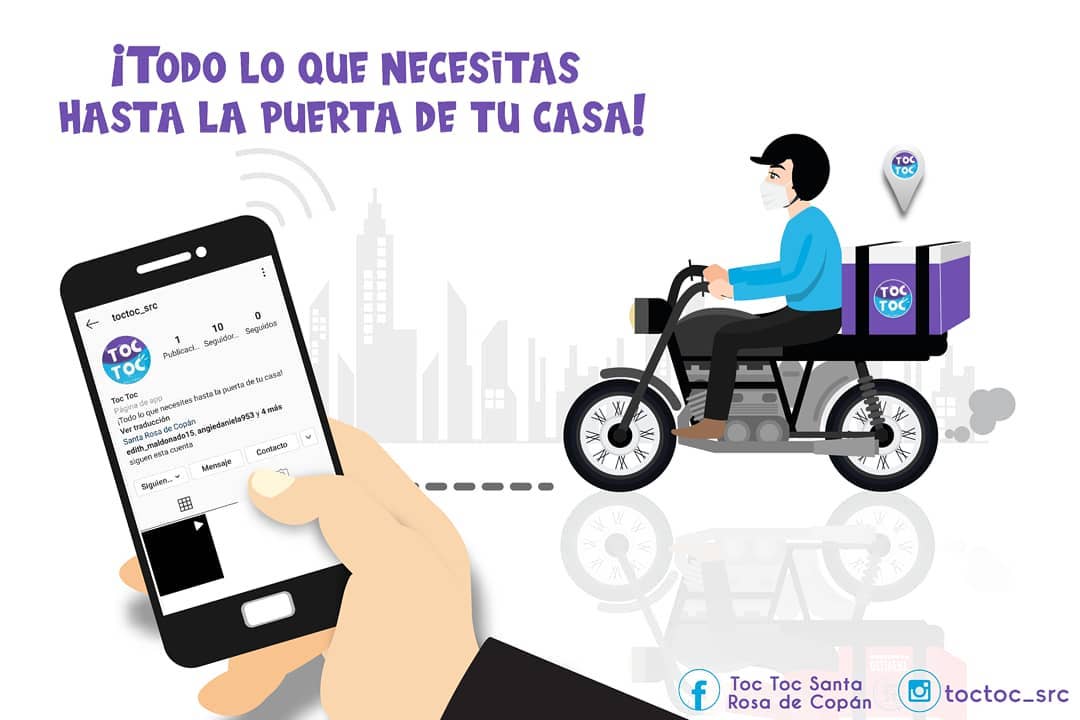 ¡Todo lo que necesitas
hasta la puerta de tu casa!
TOC
TOC
toctoc_src
1
10
0
Publicaci...
Seguidor...
Seguidos
TOC
TOC
Toc Toc
Página de app
¡Todo lo que necesites hasta la puerta de tu casa!
Ver traducción
Santa Rosa de Copán
edith_maldonado15, angiedaniela953 y 4 más
siguen esta cuenta
Siguien...
Mensaje
Contacto
TOC
TOC
Toc Toc Santa
Rosa de Copán
toctoc_src